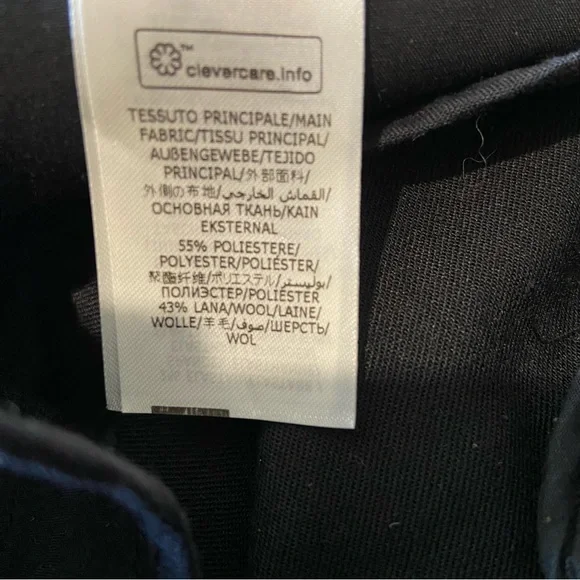 ™
clevercare.info
TESSUTO PRINCIPALE/MAIN
FABRIC/TISSU PRINCIPAL/
AUßENGEWEBE/TEJIDO
PRINCIPAL/外部面料/
外側の布地/القماش الخارجي/
ОСНОВНАЯ ТКАНЬ/KAIN
EKSTERNAL
55% POLIESTERE/
POLYESTER/POLIÉSTER/
聚酯纤维/ポリエステル/بوليستر/
ПОЛИЭСТЕР/POLIÉSTER
43% LANA/WOOL/LAINE/
WOLLE/羊毛/صوف/ШЕРСТЬ/
WOL